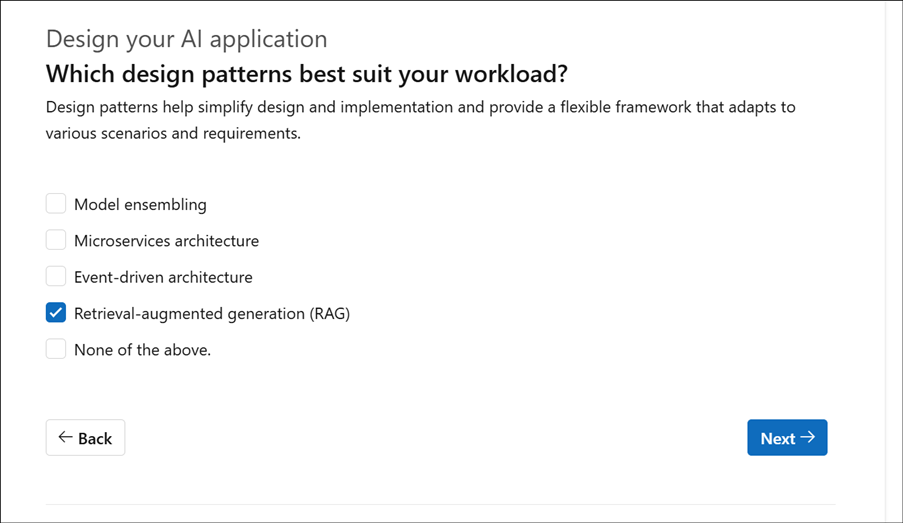 Design your AI application
Which design patterns best suit your workload?
Design patterns help simplify design and implementation and provide a flexible framework that adapts to
various scenarios and requirements.
Model ensembling
Microservices architecture
Event-driven architecture
Retrieval-augmented generation (RAG)
None of the above.
Back
Next